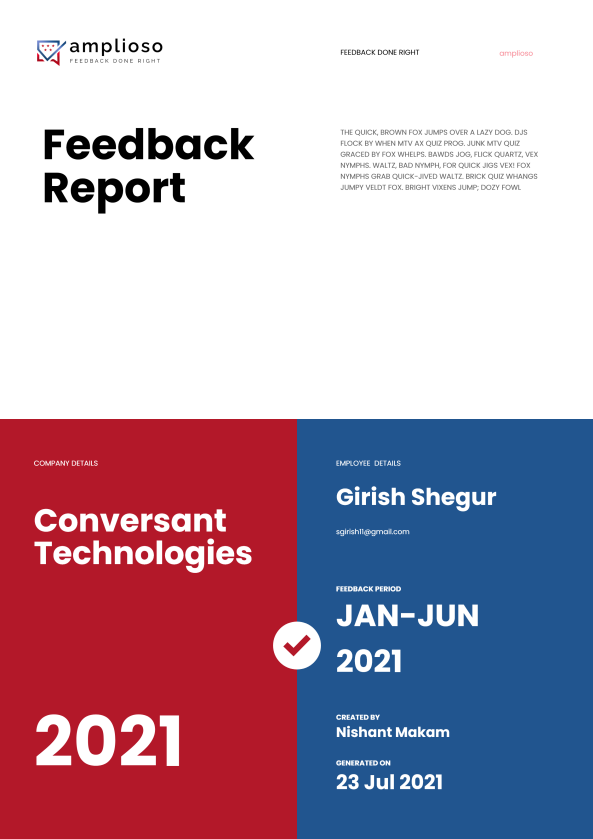 amplioso
FEEDBACK DONE RIGHT
FEEDBACK DONE RIGHT
amplioso
Feedback
Report
THE QUICK, BROWN FOX JUMPS OVER A LAZY DOG. DJS
FLOCK BY WHEN MTV AX QUIZ PROG. JUNK MTV QUIZ
GRACED BY FOX WHELPS. BAWDS JOG, FLICK QUARTZ, VEX
NYMPHS. WALTZ, BAD NYMPH, FOR QUICK JIGS VEX! FOX
NYMPHS GRAB QUICK-JIVED WALTZ. BRICK QUIZ WHANGS
JUMPY VELDT FOX. BRIGHT VIXENS JUMP; DOZY FOWL
COMPANY DETAILS
Conversant
Technologies
2021
EMPLOYEE DETAILS
Girish Shegur
sgirish11@gmail.com
FEEDBACK PERIOD
JAN-JUN
2021
CREATED BY
Nishant Makam
GENERATED ON
23 Jul 2021